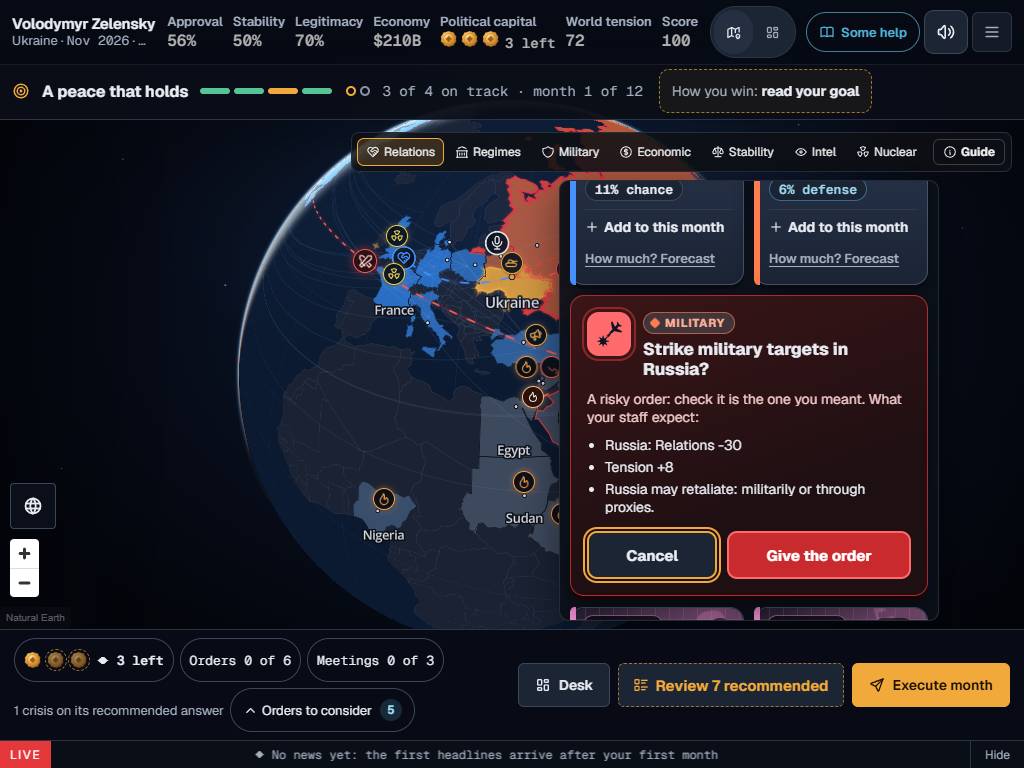 Volodymyr Zelensky
Ukraine · Nov 2026 · …
Approval
56%
Stability
50%
Legitimacy
70%
Economy
$210B
Political capital
3 left
World tension
72
Score
100
Some help
A peace that holds
3 of 4 on track · month 1 of 12
How you win: read your goal
Relations
Regimes
Military
Economic
Stability
Intel
Nuclear
Guide
11% chance
6% defense
+ Add to this month
+ Add to this month
How much? Forecast
How much? Forecast
MILITARY
Strike military targets in
Russia?
A risky order: check it is the one you meant. What
your staff expect:
• Russia: Relations -30
• Tension +8
• Russia may retaliate: militarily or through
proxies.
Cancel
Give the order
France
Ukraine
Egypt
Sudan
Nigeria
+
−
Natural Earth
3 left
Orders 0 of 6
Meetings 0 of 3
1 crisis on its recommended answer
Orders to consider 5
Desk
Review 7 recommended
Execute month
LIVE
No news yet: the first headlines arrive after your first month
Hide